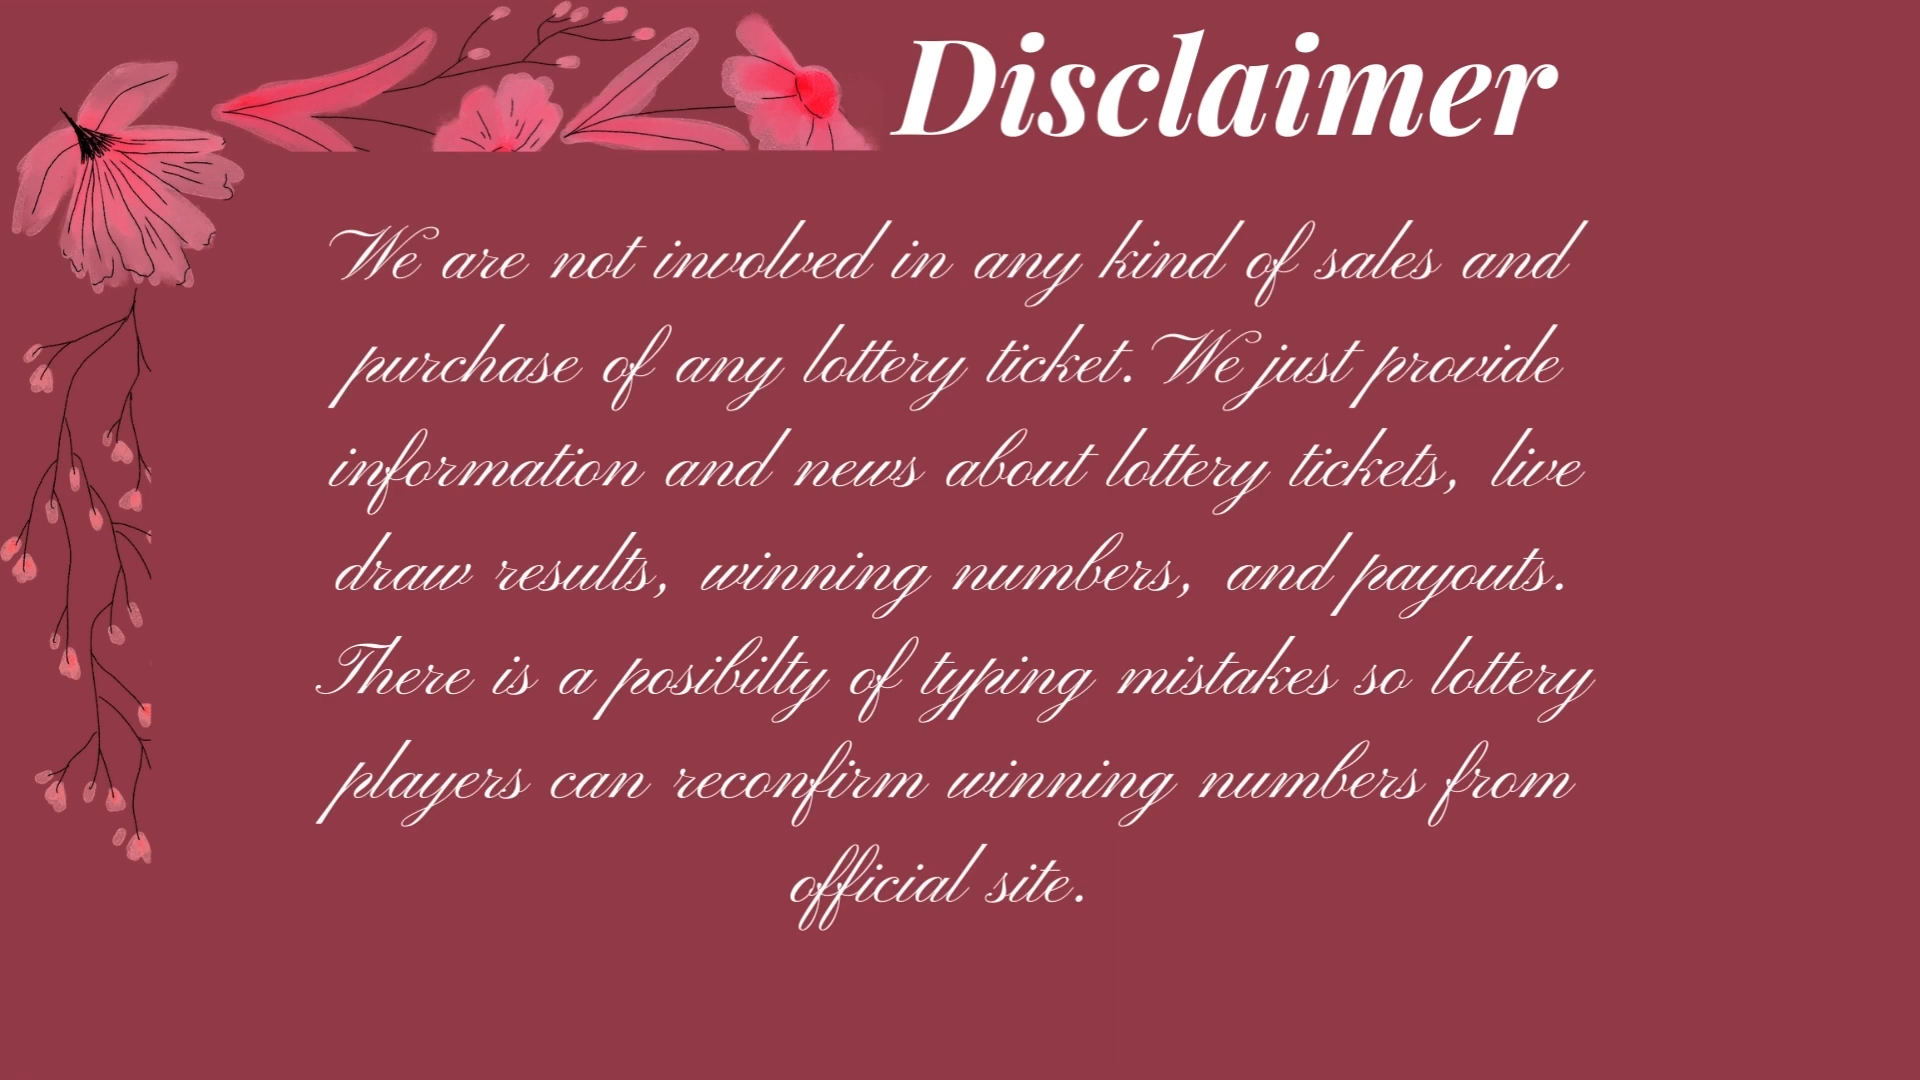 Disclaimer
We are not involved in any kind of sales and
purchase of any lottery ticket. We just provide
information and news about lottery tickets, live
draw results, winning numbers, and payouts.
There is a posibilty of typing mistakes so lottery
players can reconfirm winning numbers from
official site.